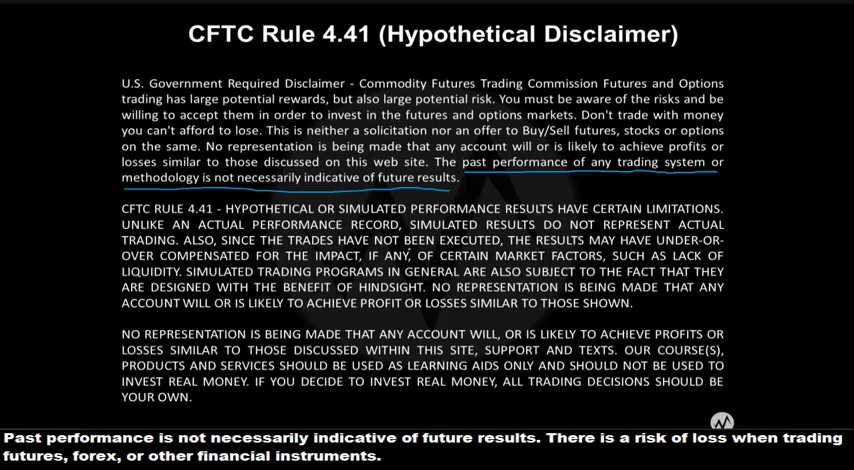 CFTC Rule 4.41 (Hypothetical Disclaimer)
U.S. Government Required Disclaimer - Commodity Futures Trading Commission Futures and Options
trading has large potential rewards, but also large potential risk. You must be aware of the risks and be
willing to accept them in order to invest in the futures and options markets. Don't trade with money
you can't afford to lose. This is neither a solicitation nor an offer to Buy/Sell futures, stocks or options
on the same. No representation is being made that any account will or is likely to achieve profits or
losses similar to those discussed on this web site. The past performance of any trading system or
methodology is not necessarily indicative of future results.
CFTC RULE 4.41 - HYPOTHETICAL OR SIMULATED PERFORMANCE RESULTS HAVE CERTAIN LIMITATIONS.
UNLIKE AN ACTUAL PERFORMANCE RECORD, SIMULATED RESULTS DO NOT REPRESENT ACTUAL
TRADING. ALSO, SINCE THE TRADES HAVE NOT BEEN EXECUTED, THE RESULTS MAY HAVE UNDER-OR-
OVER COMPENSATED FOR THE IMPACT, IF ANY, OF CERTAIN MARKET FACTORS, SUCH AS LACK OF
LIQUIDITY. SIMULATED TRADING PROGRAMS IN GENERAL ARE ALSO SUBJECT TO THE FACT THAT THEY
ARE DESIGNED WITH THE BENEFIT OF HINDSIGHT. NO REPRESENTATION IS BEING MADE THAT ANY
ACCOUNT WILL OR IS LIKELY TO ACHIEVE PROFIT OR LOSSES SIMILAR TO THOSE SHOWN.
NO REPRESENTATION IS BEING MADE THAT ANY ACCOUNT WILL, OR IS LIKELY TO ACHIEVE PROFITS OR
LOSSES SIMILAR TO THOSE DISCUSSED WITHIN THIS SITE, SUPPORT AND TEXTS. OUR COURSE(S),
PRODUCTS AND SERVICES SHOULD BE USED AS LEARNING AIDS ONLY AND SHOULD NOT BE USED TO
INVEST REAL MONEY. IF YOU DECIDE TO INVEST REAL MONEY, ALL TRADING DECISIONS SHOULD BE
YOUR OWN.
Past performance is not necessarily indicative of future results. There is a risk of loss when trading
futures, forex, or other financial instruments.